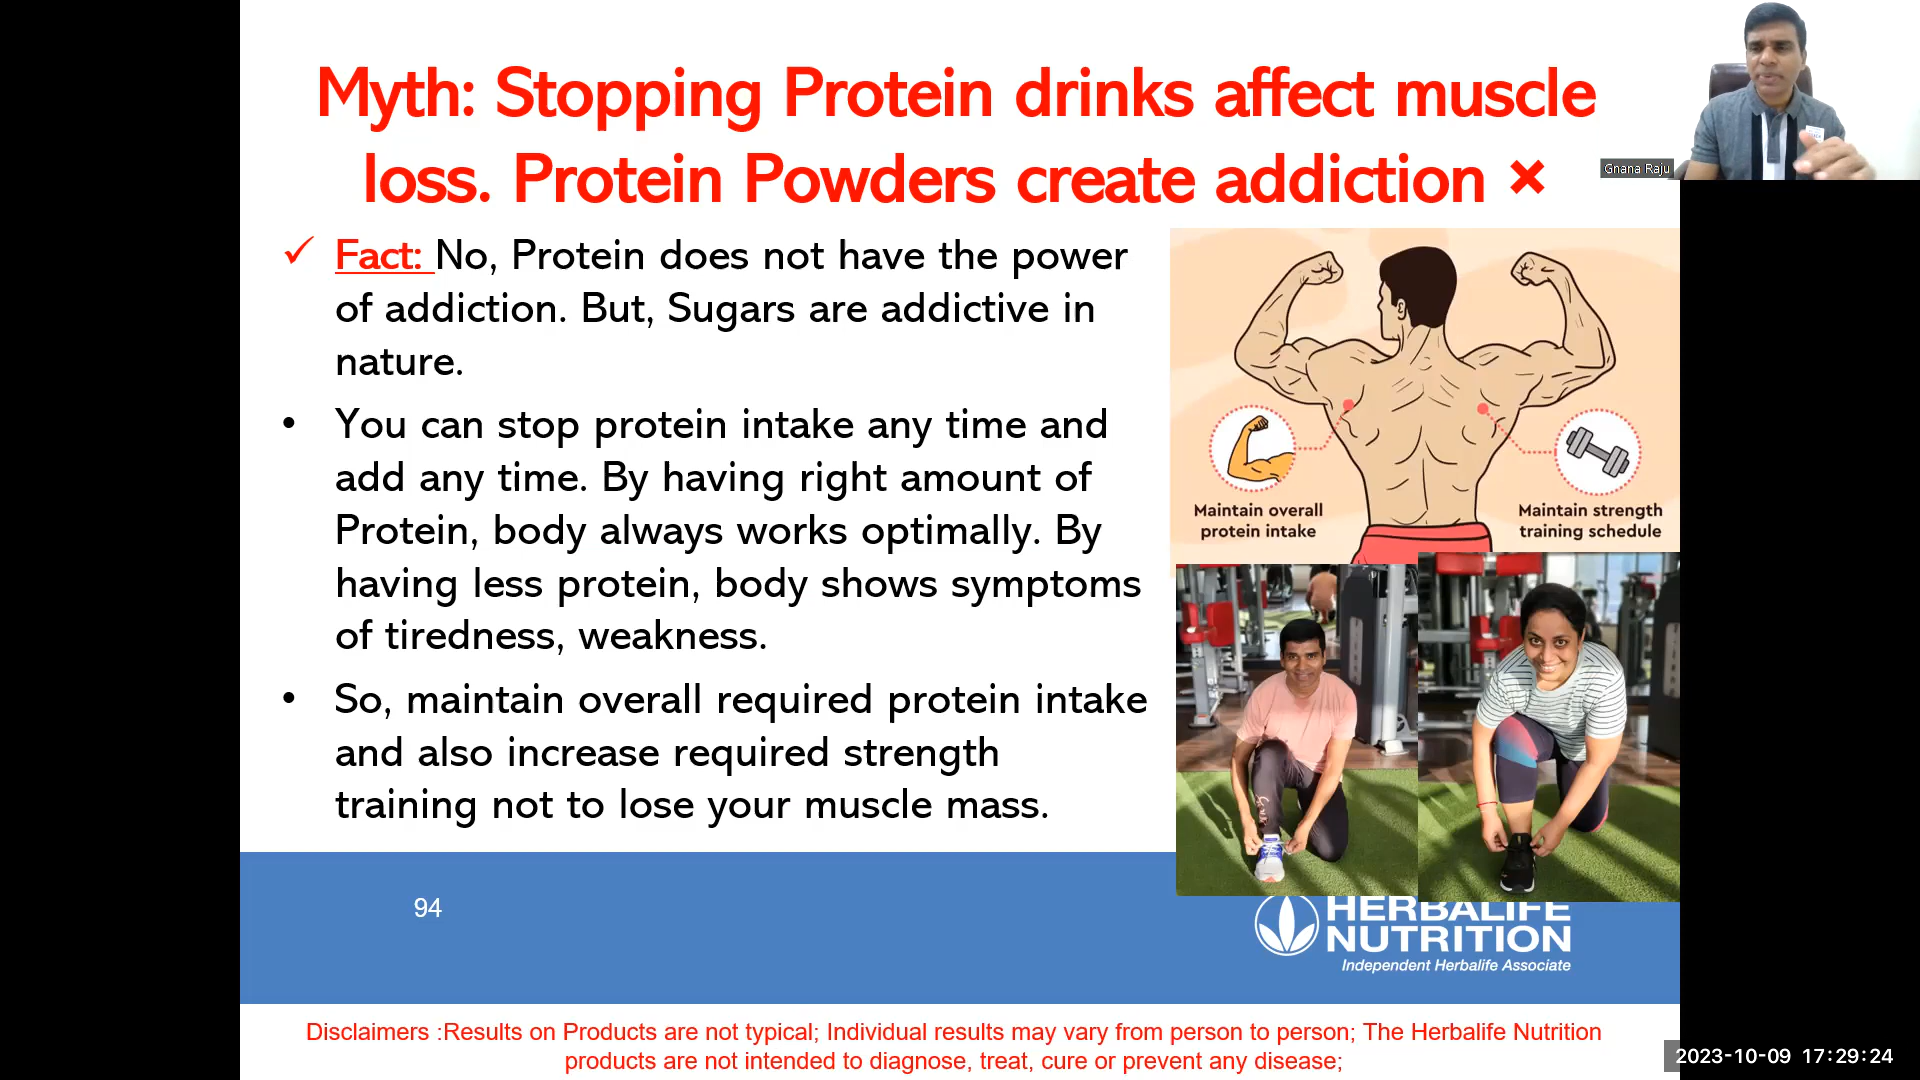 Myth: Stopping Protein drinks affect muscle
loss. Protein Powders create addiction ×
Gnana Raju
✓ Fact: No, Protein does not have the power
of addiction. But, Sugars are addictive in
nature.
• You can stop protein intake any time and
add any time. By having right amount of
Protein, body always works optimally. By
having less protein, body shows symptoms
of tiredness, weakness.
• So, maintain overall required protein intake
and also increase required strength
training not to lose your muscle mass.
Maintain overall
protein intake
Maintain strength
training schedule
94
HERBALIFE
NUTRITION
Independent Herbalife Associate
Disclaimers :Results on Products are not typical; Individual results may vary from person to person; The Herbalife Nutrition
products are not intended to diagnose, treat, cure or prevent any disease;
2023-10-09 17:29:24